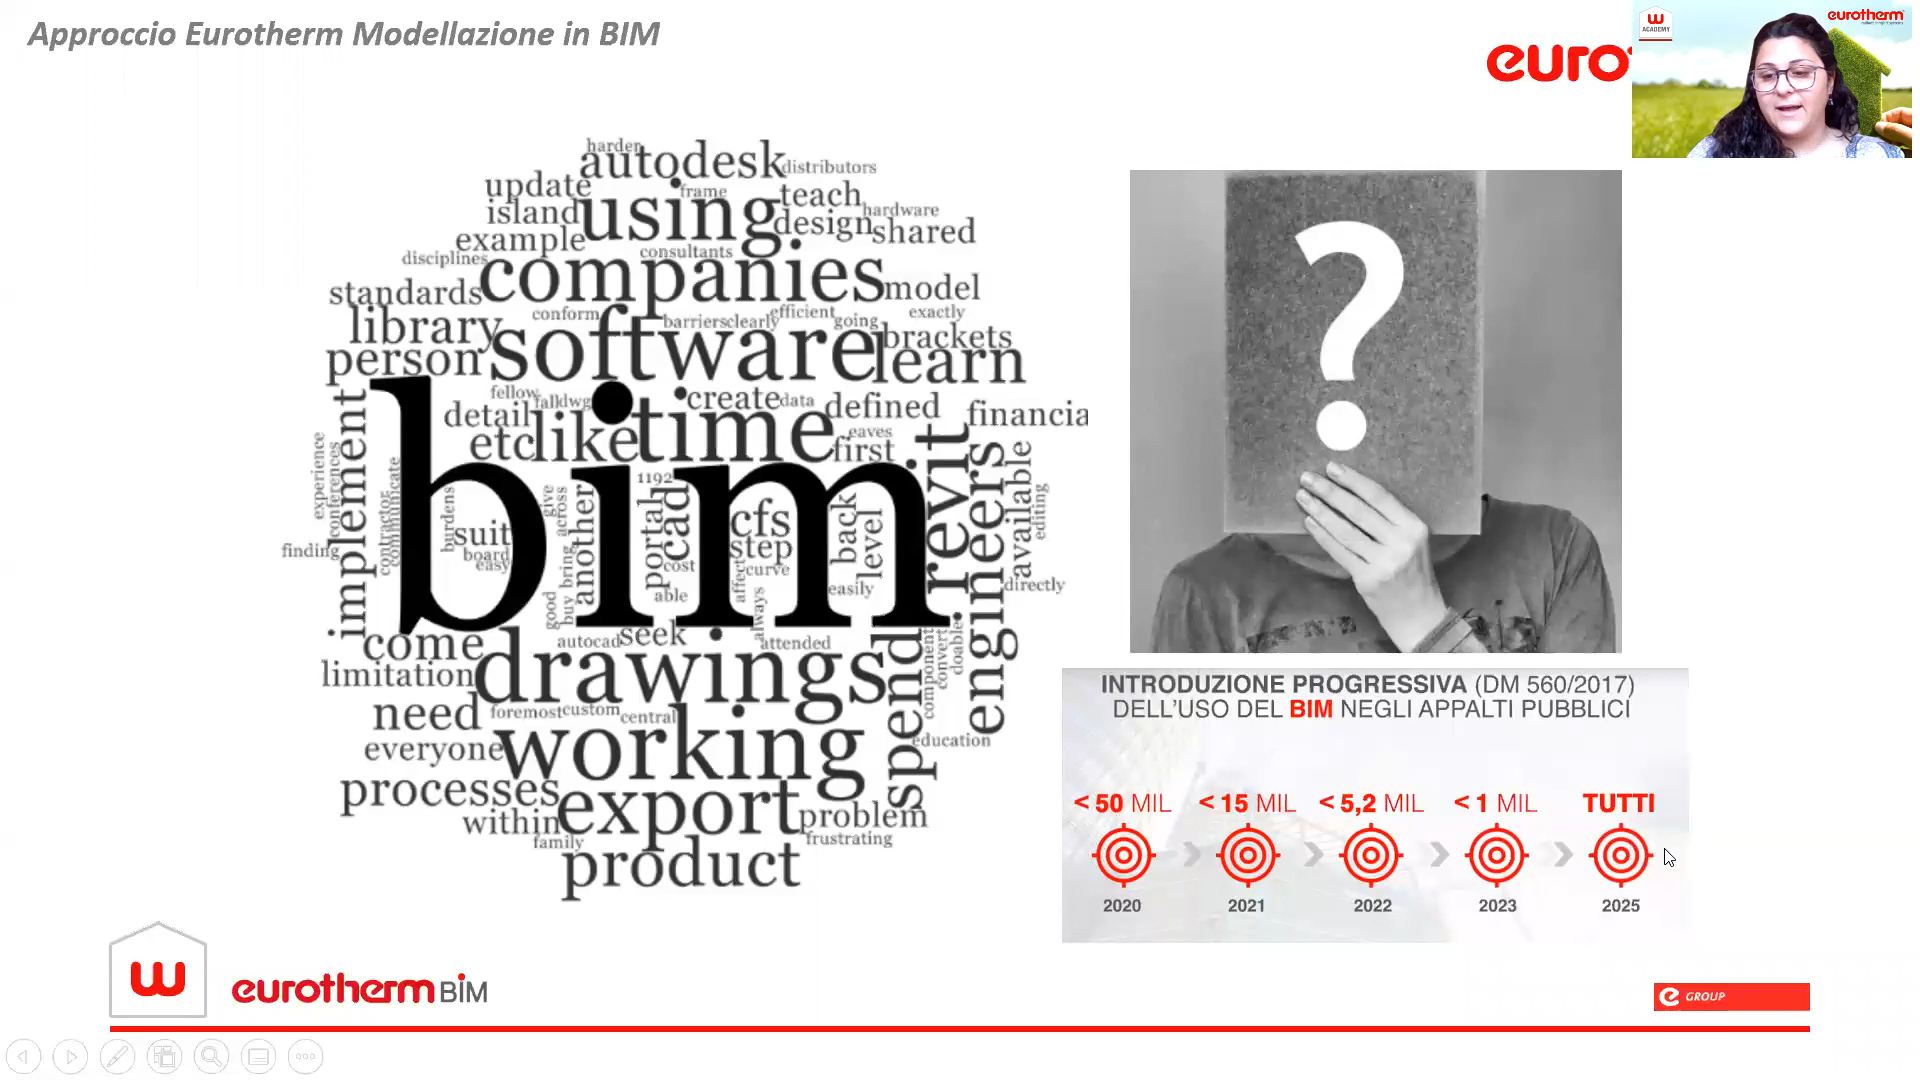 Approccio Eurotherm Modellazione in BIM
euro
W
ACADEMY
eurotherm
harder
autodesk
distributors
update
frame
teach
island
using
hardware
example
design
shared
disciplines
consultants
companies
standards
model
conform
efficient
exactly
library
barriers
clearly
going
brackets
person
software
learn
fellow
falldwg
create
data
defined
financia
detail
like
time
eaves
etc
first
implement
experience
conferences
contractor
communicate
bim
burdens
suit
board
easy
finding
give
across
another
good
buy
bring
1192
portal
cad
cost
able
cfs
step
curve
affect
always
back
level
easily
revit
engineers
available
editing
directly
come
autocad
seek
attended
limitation
drawings
spend
component
convert
doable
need
foremost
custom
central
everyone
working
education
processes
export
within
problem
family
frustrating
product
?
INTRODUZIONE PROGRESSIVA (DM 560/2017)
DELL'USO DEL BIM NEGLI APPALTI PUBBLICI
< 50 MIL < 15 MIL < 5,2 MIL < 1 MIL TUTTI
2020 2021 2022 2023 2025
W
eurotherm BIM
e GROUP